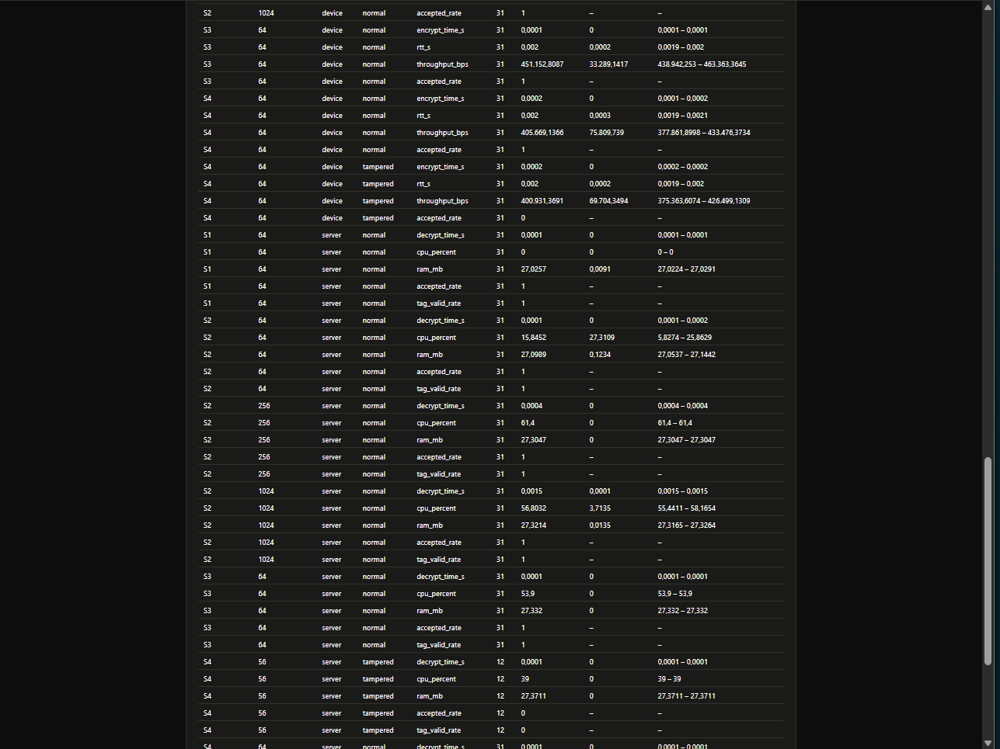 S2 1024 device normal accepted_rate 31 1 – –
S3 64 device normal encrypt_time_s 31 0,0001 0 0,0001 – 0,0001
S3 64 device normal rtt_s 31 0,002 0,0002 0,0019 – 0,002
S3 64 device normal throughput_bps 31 451.152,8087 33.289,1417 438.942,253 – 463.363,3645
S3 64 device normal accepted_rate 31 1 – –
S4 64 device normal encrypt_time_s 31 0,0002 0 0,0001 – 0,0002
S4 64 device normal rtt_s 31 0,002 0,0003 0,0019 – 0,0021
S4 64 device normal throughput_bps 31 405.669,1366 75.809,739 377.861,8998 – 433.476,3734
S4 64 device normal accepted_rate 31 1 – –
S4 64 device tampered encrypt_time_s 31 0,0002 0 0,0002 – 0,0002
S4 64 device tampered rtt_s 31 0,002 0,0002 0,0019 – 0,002
S4 64 device tampered throughput_bps 31 400.931,3691 69.704,3494 375.363,6074 – 426.499,1309
S4 64 device tampered accepted_rate 31 0 – –
S1 64 server normal decrypt_time_s 31 0,0001 0 0,0001 – 0,0001
S1 64 server normal cpu_percent 31 0 0 0 – 0
S1 64 server normal ram_mb 31 27,0257 0,0091 27,0224 – 27,0291
S1 64 server normal accepted_rate 31 1 – –
S1 64 server normal tag_valid_rate 31 1 – –
S2 64 server normal decrypt_time_s 31 0,0001 0 0,0001 – 0,0002
S2 64 server normal cpu_percent 31 15,8452 27,3109 5,8274 – 25,8629
S2 64 server normal ram_mb 31 27,0989 0,1234 27,0537 – 27,1442
S2 64 server normal accepted_rate 31 1 – –
S2 64 server normal tag_valid_rate 31 1 – –
S2 256 server normal decrypt_time_s 31 0,0004 0 0,0004 – 0,0004
S2 256 server normal cpu_percent 31 61,4 0 61,4 – 61,4
S2 256 server normal ram_mb 31 27,3047 0 27,3047 – 27,3047
S2 256 server normal accepted_rate 31 1 – –
S2 256 server normal tag_valid_rate 31 1 – –
S2 1024 server normal decrypt_time_s 31 0,0015 0,0001 0,0015 – 0,0015
S2 1024 server normal cpu_percent 31 56,8032 3,7135 55,4411 – 58,1654
S2 1024 server normal ram_mb 31 27,3214 0,0135 27,3165 – 27,3264
S2 1024 server normal accepted_rate 31 1 – –
S2 1024 server normal tag_valid_rate 31 1 – –
S3 64 server normal decrypt_time_s 31 0,0001 0 0,0001 – 0,0001
S3 64 server normal cpu_percent 31 53,9 0 53,9 – 53,9
S3 64 server normal ram_mb 31 27,332 0 27,332 – 27,332
S3 64 server normal accepted_rate 31 1 – –
S3 64 server normal tag_valid_rate 31 1 – –
S4 56 server tampered decrypt_time_s 12 0,0001 0 0,0001 – 0,0001
S4 56 server tampered cpu_percent 12 39 0 39 – 39
S4 56 server tampered ram_mb 12 27,3711 0 27,3711 – 27,3711
S4 56 server tampered accepted_rate 12 0 – –
S4 56 server tampered tag_valid_rate 12 0 – –
S4 64 server normal decrypt_time_s 31 0,0001 0 0,0001 – 0,0001